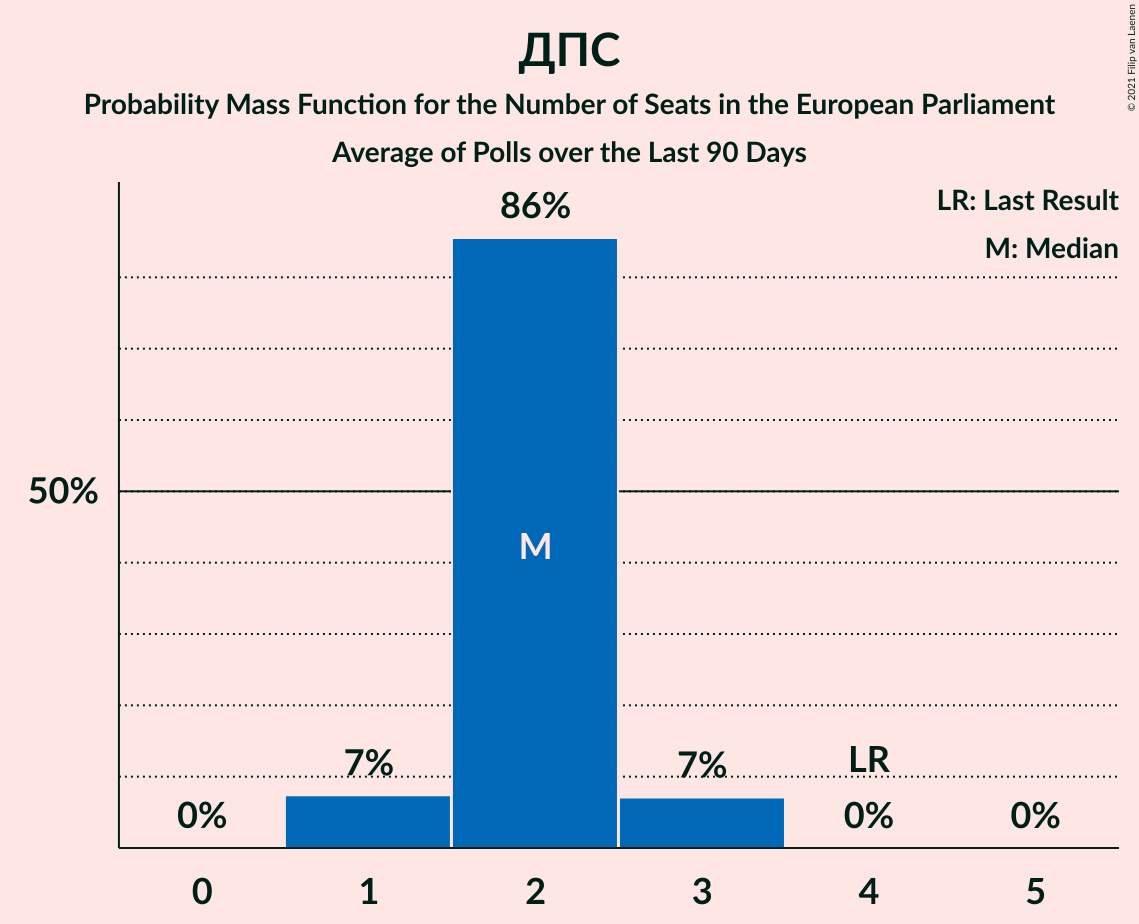 ДПС
Probability Mass Function for the Number of Seats in the European Parliament
Average of Polls over the Last 90 Days
© 2021 Filip van Laenen
LR: Last Result
M: Median
86%
50%
M
7%
7%
LR
0%
0%
0%
0 1 2 3 4 5